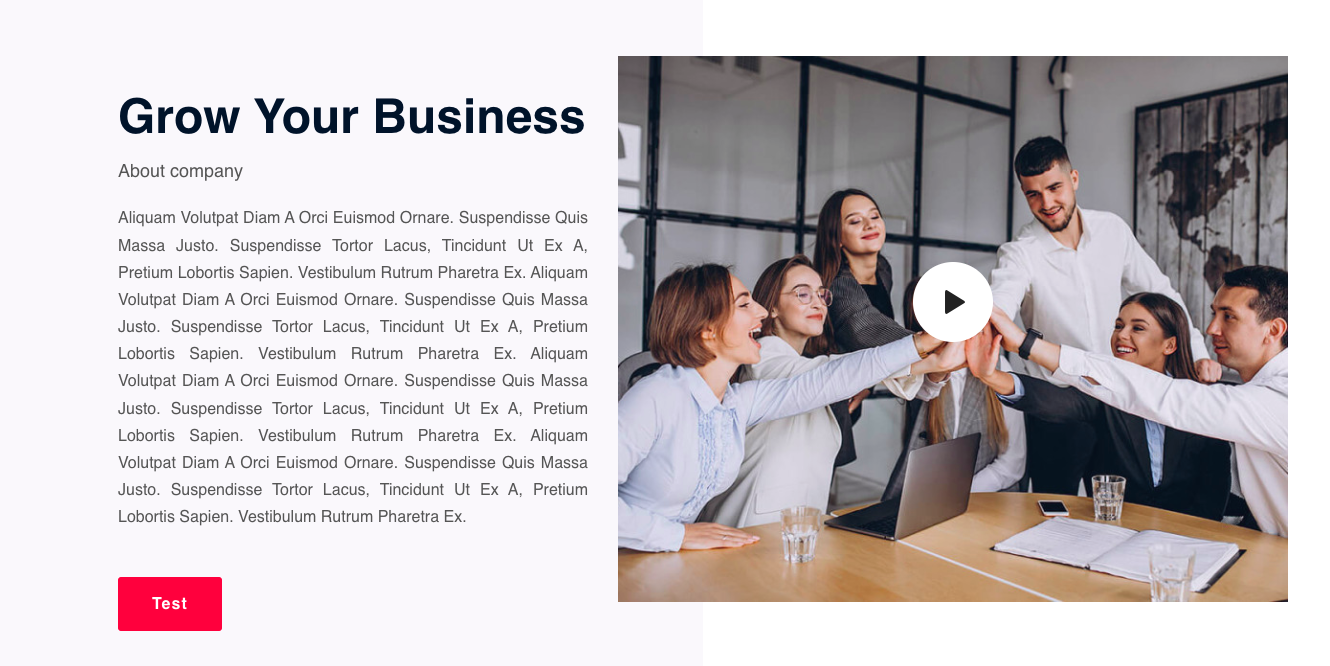 Grow Your Business
About company
Aliquam Volutpat Diam A Orci Euismod Ornare. Suspendisse Quis
Massa Justo. Suspendisse Tortor Lacus, Tincidunt Ut Ex A,
Pretium Lobortis Sapien. Vestibulum Rutrum Pharetra Ex. Aliquam
Volutpat Diam A Orci Euismod Ornare. Suspendisse Quis Massa
Justo. Suspendisse Tortor Lacus, Tincidunt Ut Ex A, Pretium
Lobortis Sapien. Vestibulum Rutrum Pharetra Ex. Aliquam
Volutpat Diam A Orci Euismod Ornare. Suspendisse Quis Massa
Justo. Suspendisse Tortor Lacus, Tincidunt Ut Ex A, Pretium
Lobortis Sapien. Vestibulum Rutrum Pharetra Ex. Aliquam
Volutpat Diam A Orci Euismod Ornare. Suspendisse Quis Massa
Justo. Suspendisse Tortor Lacus, Tincidunt Ut Ex A, Pretium
Lobortis Sapien. Vestibulum Rutrum Pharetra Ex.
Test